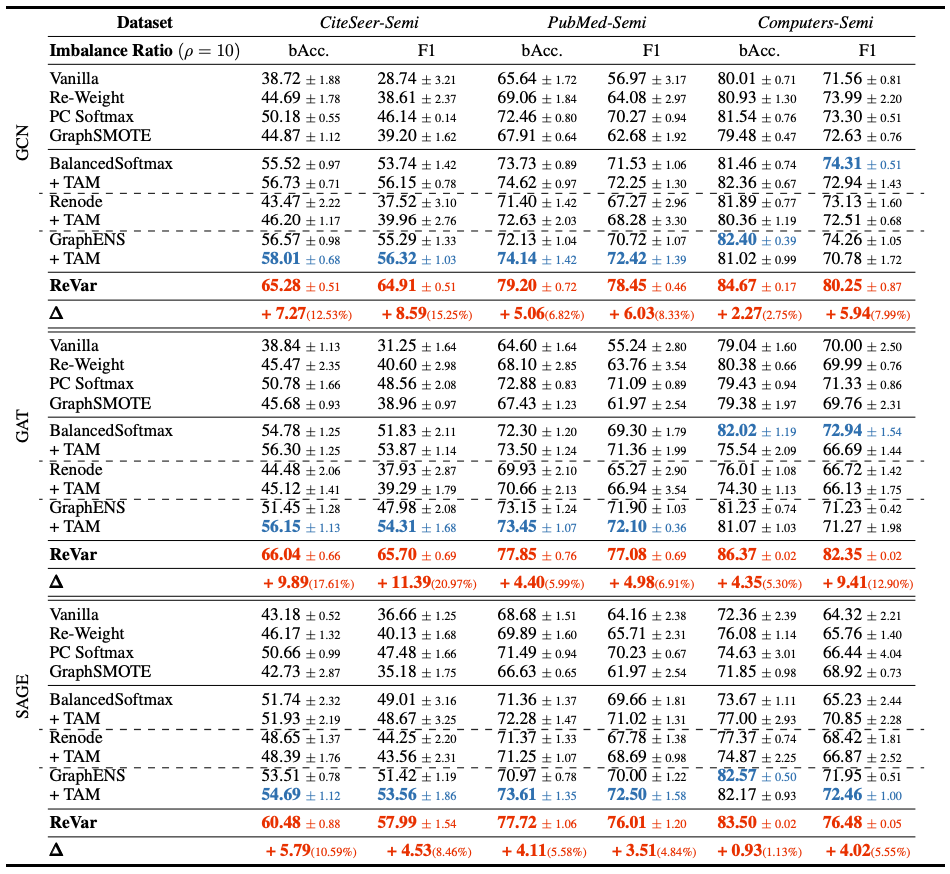 Dataset CiteSeer-Semi PubMed-Semi Computers-Semi
Imbalance Ratio (ρ = 10) bAcc. F1 bAcc. F1 bAcc. F1
GCN
Vanilla 38.72 ± 1.88 28.74 ± 3.21 65.64 ± 1.72 56.97 ± 3.17 80.01 ± 0.71 71.56 ± 0.81
Re-Weight 44.69 ± 1.78 38.61 ± 2.37 69.06 ± 1.84 64.08 ± 2.97 80.93 ± 1.30 73.99 ± 2.20
PC Softmax 50.18 ± 0.55 46.14 ± 0.14 72.46 ± 0.80 70.27 ± 0.94 81.54 ± 0.76 73.30 ± 0.51
GraphSMOTE 44.87 ± 1.12 39.20 ± 1.62 67.91 ± 0.64 62.68 ± 1.92 79.48 ± 0.47 72.63 ± 0.76
BalancedSoftmax 55.52 ± 0.97 53.74 ± 1.42 73.73 ± 0.89 71.53 ± 1.06 81.46 ± 0.74 74.31 ± 0.51
+ TAM 56.73 ± 0.71 56.15 ± 0.78 74.62 ± 0.97 72.25 ± 1.30 82.36 ± 0.67 72.94 ± 1.43
Renode 43.47 ± 2.22 37.52 ± 3.10 71.40 ± 1.42 67.27 ± 2.96 81.89 ± 0.77 73.13 ± 1.60
+ TAM 46.20 ± 1.17 39.96 ± 2.76 72.63 ± 2.03 68.28 ± 3.30 80.36 ± 1.19 72.51 ± 0.68
GraphENS 56.57 ± 0.98 55.29 ± 1.33 72.13 ± 1.04 70.72 ± 1.07 82.40 ± 0.39 74.26 ± 1.05
+ TAM 58.01 ± 0.68 56.32 ± 1.03 74.14 ± 1.42 72.42 ± 1.39 81.02 ± 0.99 70.78 ± 1.72
ReVar 65.28 ± 0.51 64.91 ± 0.51 79.20 ± 0.72 78.45 ± 0.46 84.67 ± 0.17 80.25 ± 0.87
Δ + 7.27(12.53%) + 8.59(15.25%) + 5.06(6.82%) + 6.03(8.33%) + 2.27(2.75%) + 5.94(7.99%)
GAT
Vanilla 38.84 ± 1.13 31.25 ± 1.64 64.60 ± 1.64 55.24 ± 2.80 79.04 ± 1.60 70.00 ± 2.50
Re-Weight 45.47 ± 2.35 40.60 ± 2.98 68.10 ± 2.85 63.76 ± 3.54 80.38 ± 0.66 69.99 ± 0.76
PC Softmax 50.78 ± 1.66 48.56 ± 2.08 72.88 ± 0.83 71.09 ± 0.89 79.43 ± 0.94 71.33 ± 0.86
GraphSMOTE 45.68 ± 0.93 38.96 ± 0.97 67.43 ± 1.23 61.97 ± 2.54 79.38 ± 1.97 69.76 ± 2.31
BalancedSoftmax 54.78 ± 1.25 51.83 ± 2.11 72.30 ± 1.20 69.30 ± 1.79 82.02 ± 1.19 72.94 ± 1.54
+ TAM 56.30 ± 1.25 53.87 ± 1.14 73.50 ± 1.24 71.36 ± 1.99 75.54 ± 2.09 66.69 ± 1.44
Renode 44.48 ± 2.06 37.93 ± 2.87 69.93 ± 2.10 65.27 ± 2.90 76.01 ± 1.08 66.72 ± 1.42
+ TAM 45.12 ± 1.41 39.29 ± 1.79 70.66 ± 2.13 66.94 ± 3.54 74.30 ± 1.13 66.13 ± 1.75
GraphENS 51.45 ± 1.28 47.98 ± 2.08 73.15 ± 1.24 71.90 ± 1.03 81.23 ± 0.74 71.23 ± 0.42
+ TAM 56.15 ± 1.13 54.31 ± 1.68 73.45 ± 1.07 72.10 ± 0.36 81.07 ± 1.03 71.27 ± 1.98
ReVar 66.04 ± 0.66 65.70 ± 0.69 77.85 ± 0.76 77.08 ± 0.69 86.37 ± 0.02 82.35 ± 0.02
Δ + 9.89(17.61%) + 11.39(20.97%) + 4.40(5.99%) + 4.98(6.91%) + 4.35(5.30%) + 9.41(12.90%)
SAGE
Vanilla 43.18 ± 0.52 36.66 ± 1.25 68.68 ± 1.51 64.16 ± 2.38 72.36 ± 2.39 64.32 ± 2.21
Re-Weight 46.17 ± 1.32 40.13 ± 1.68 69.89 ± 1.60 65.71 ± 2.31 76.08 ± 1.14 65.76 ± 1.40
PC Softmax 50.66 ± 0.99 47.48 ± 1.66 71.49 ± 0.94 70.23 ± 0.67 74.63 ± 3.01 66.44 ± 4.04
GraphSMOTE 42.73 ± 2.87 35.18 ± 1.75 66.63 ± 0.65 61.97 ± 2.54 71.85 ± 0.98 68.92 ± 0.73
BalancedSoftmax 51.74 ± 2.32 49.01 ± 3.16 71.36 ± 1.37 69.66 ± 1.81 73.67 ± 1.11 65.23 ± 2.44
+ TAM 51.93 ± 2.19 48.67 ± 3.25 72.28 ± 1.47 71.02 ± 1.31 77.00 ± 2.93 70.85 ± 2.28
Renode 48.65 ± 1.37 44.25 ± 2.20 71.37 ± 1.33 67.78 ± 1.38 77.37 ± 0.74 68.42 ± 1.81
+ TAM 48.39 ± 1.76 43.56 ± 2.31 71.25 ± 1.07 68.69 ± 0.98 74.87 ± 2.25 66.87 ± 2.52
GraphENS 53.51 ± 0.78 51.42 ± 1.19 70.97 ± 0.78 70.00 ± 1.22 82.57 ± 0.50 71.95 ± 0.51
+ TAM 54.69 ± 1.12 53.56 ± 1.86 73.61 ± 1.35 72.50 ± 1.58 82.17 ± 0.93 72.46 ± 1.00
ReVar 60.48 ± 0.88 57.99 ± 1.54 77.72 ± 1.06 76.01 ± 1.20 83.50 ± 0.02 76.48 ± 0.05
Δ + 5.79(10.59%) + 4.53(8.46%) + 4.11(5.58%) + 3.51(4.84%) + 0.93(1.13%) + 4.02(5.55%)